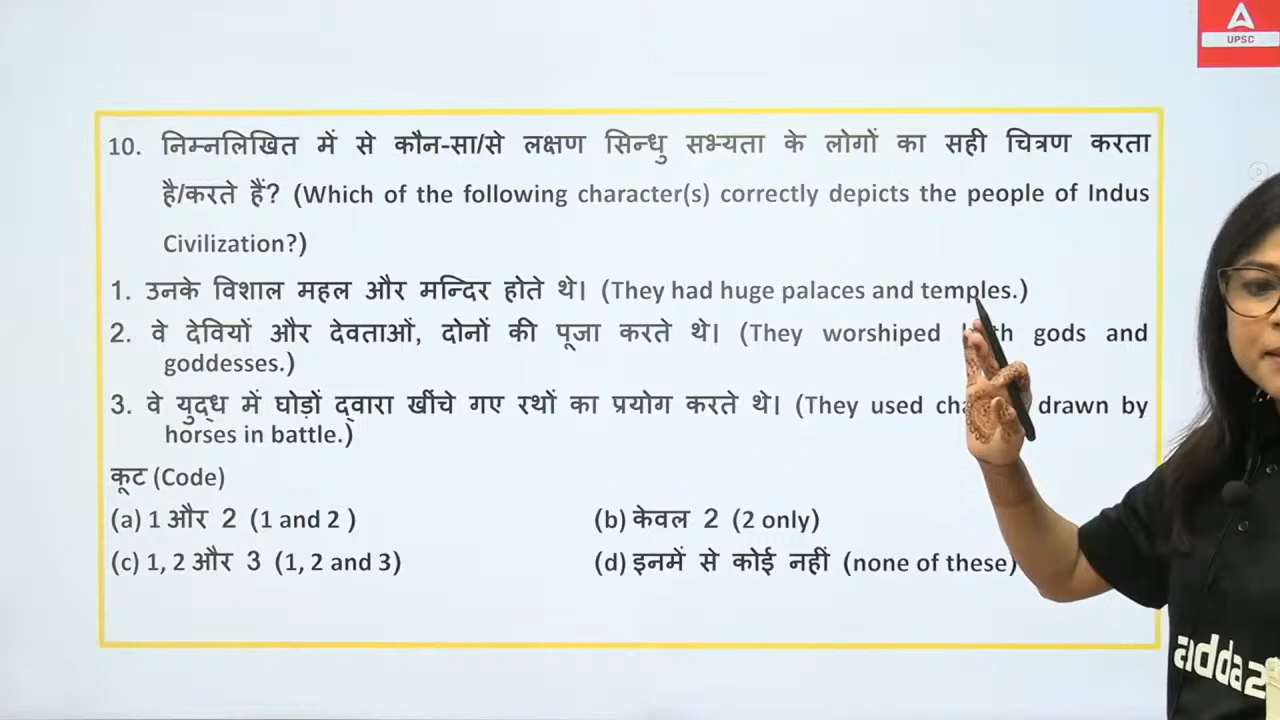 A
UPSC
10. निम्नलिखित में से कौन-सा/से लक्षण सिन्धु सभ्यता के लोगों का सही चित्रण करता
है/करते हैं? (Which of the following character(s) correctly depicts the people of Indus
Civilization?)
1. उनके विशाल महल और मन्दिर होते थे। (They had huge palaces and temples.)
2. वे देवियों और देवताओं, दोनों की पूजा करते थे। (They worshiped gods and
goddesses.)
3. वे युद्ध में घोड़ों द्वारा खींचे गए रथों का प्रयोग करते थे। (They used drawn by
horses in battle.)
कूट (Code)
(a) 1 और 2 (1 and 2 )
(b) केवल 2 (2 only)
(c) 1, 2 और 3 (1, 2 and 3)
(d) इनमें से कोई नहीं (none of these)
adda2